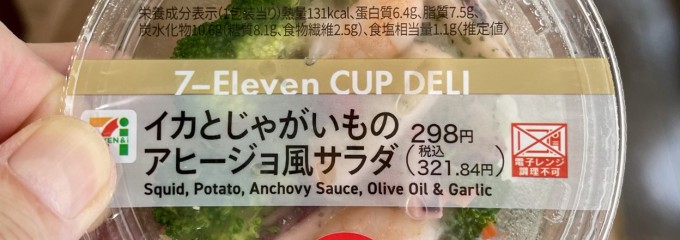 栄養成分表示(1包装当り)熱量131kcal、蛋白質6.4g、脂質7.5g、
炭水化物10.6g(糖質8.1g、食物繊維2.5g)、食塩相当量1.1g〈推定値〉
7-Eleven CUP DELI
イカとじゃがいもの
アヒージョ風サラダ
298円
(税込
321.84円)
電子レンジ
調理不可
Squid, Potato, Anchovy Sauce, Olive Oil & Garlic